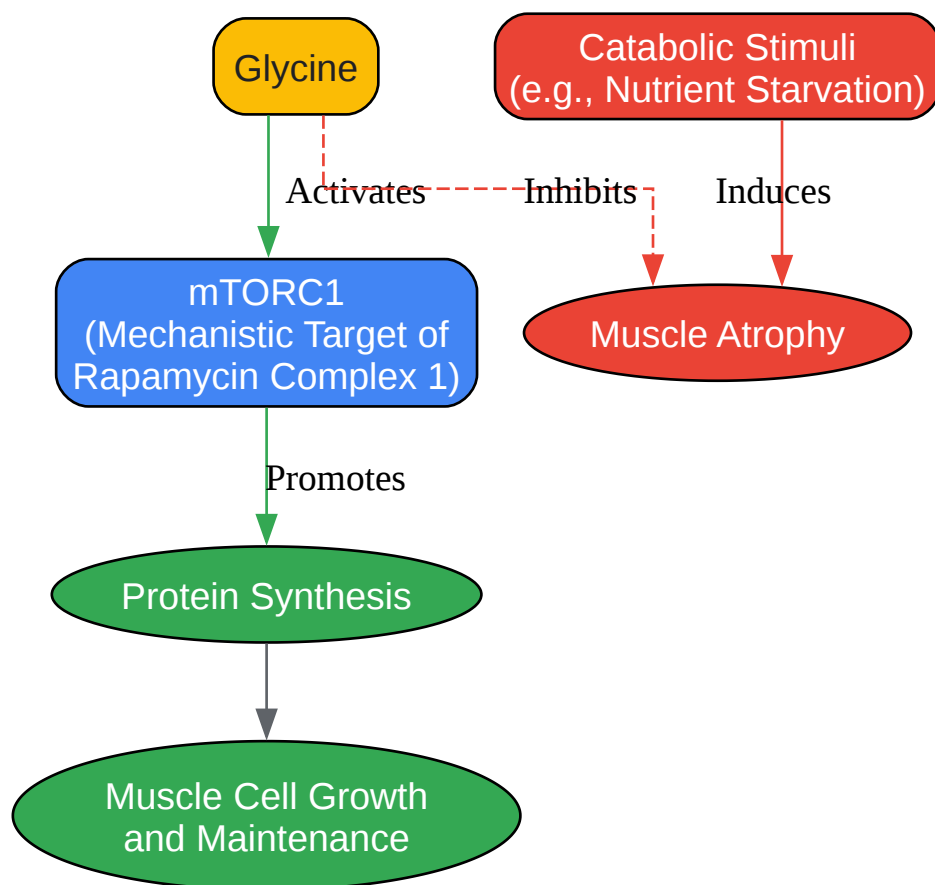 Glycine
Catabolic Stimuli
(e.g., Nutrient Starvation)
Activates
Inhibits
Induces
mTORC1
(Mechanistic Target of
Rapamycin Complex 1)
Muscle Atrophy
Promotes
Protein Synthesis
Muscle Cell Growth
and Maintenance